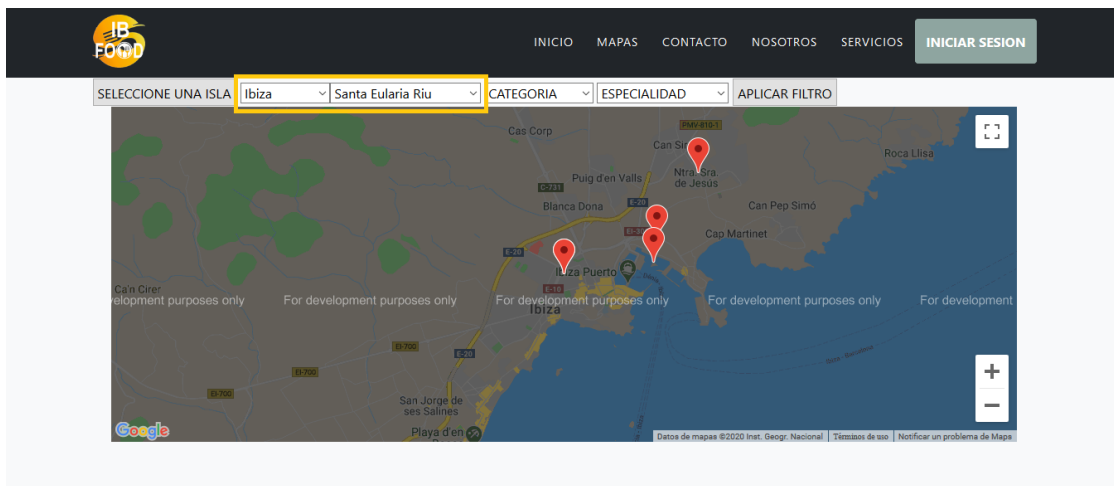 IB
FOOD
INICIO MAPAS CONTACTO NOSOTROS SERVICIOS INICIAR SESION
SELECCIONE UNA ISLA Ibiza Santa Eularia Riu CATEGORIA ESPECIALIDAD APLICAR FILTRO
Cas Corp
PMV-810-1
Can Sir
Roca Llisa
Puig d'en Valls
Ntra. Sra.
de Jesús
C-731
Blanca Dona
E-20
Can Pep Simó
EI-30
Cap Martinet
E-20
Ibiza Puerto
Ca'n Cirer
E-10
velopment purposes only For development purposes only For development purposes only For development purposes only For development
Ibiza
EI-700
E-20
EI-700
EI-700
San Jorge de
ses Salines
Playa d'en
Google
Datos de mapas ©2020 Inst. Geogr. Nacional Términos de uso Notificar un problema de Maps